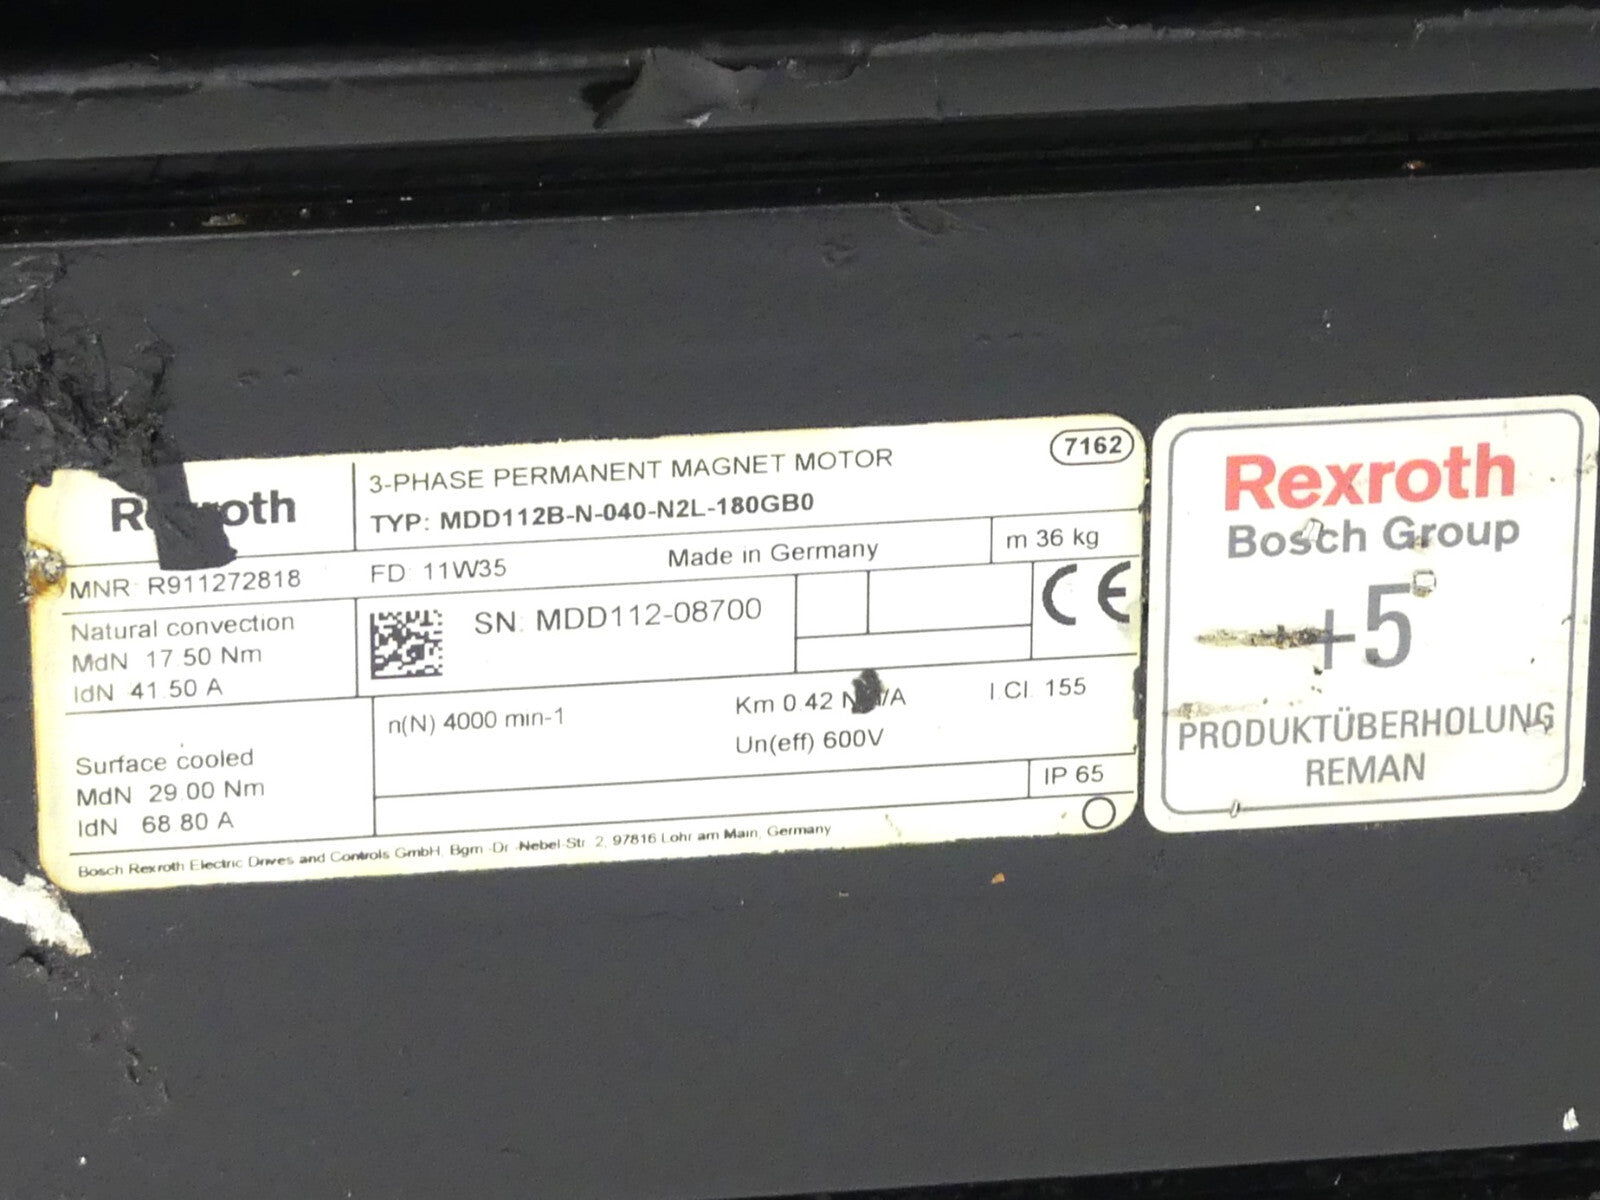 Rexroth
3-PHASE PERMANENT MAGNET MOTOR
7162
TYP: MDD112B-N-040-N2L-180GB0
MNR: R911272818
FD: 11W35
Made in Germany
m 36 kg
Natural convection
MdN 17.50 Nm
IdN 41.50 A
SN: MDD112-08700
CE
Surface cooled
MdN 29.00 Nm
IdN 68.80 A
n(N) 4000 min-1
Km 0.42
I.Cl. 155
Un(eff) 600V
IP 65
Bosch Rexroth Electric Drives and Controls GmbH, Bgm.-Dr.-Nebel-Str. 2, 97816 Lohr am Main, Germany
Rexroth
Bosch Group
+5
PRODUKTÜBERHOLUNG
REMAN